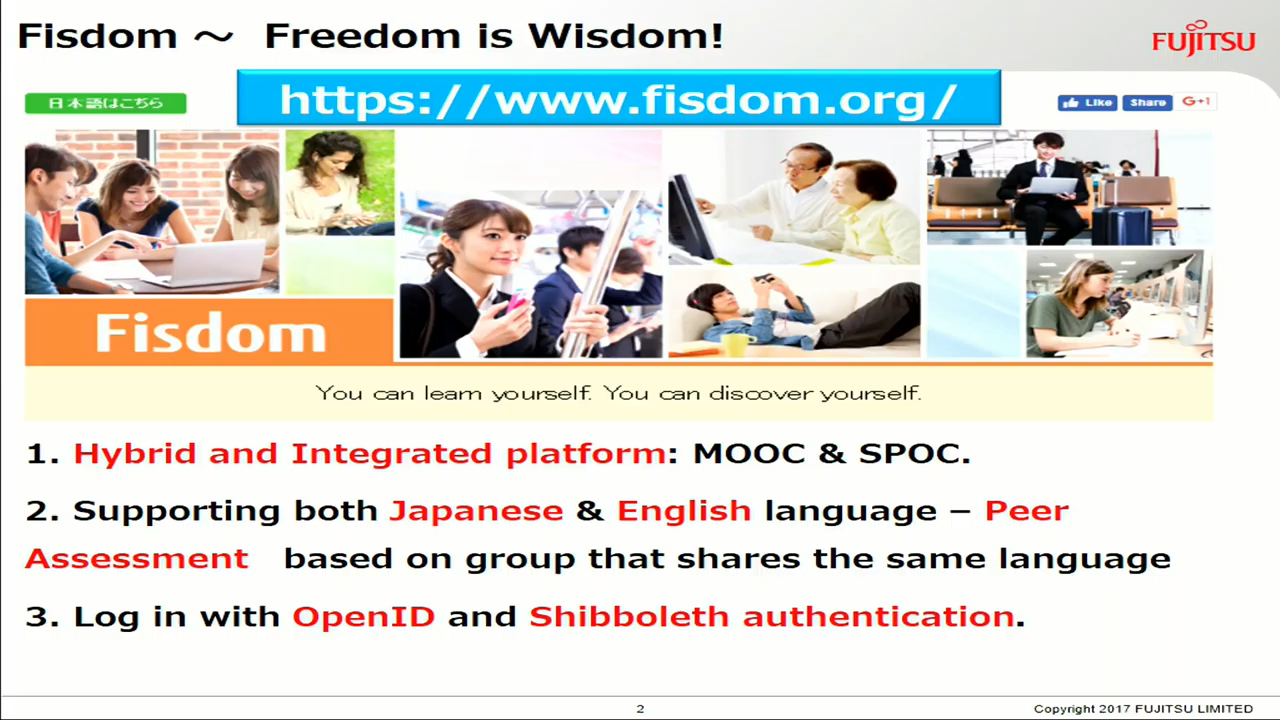 Fisdom ～ Freedom is Wisdom!
FUJITSU
日本語はこちら
https://www.fisdom.org/
Like
Share
G+1
Fisdom
You can learn yourself. You can discover yourself.
1. Hybrid and Integrated platform: MOOC & SPOC.
2. Supporting both Japanese & English language – Peer
Assessment based on group that shares the same language
3. Log in with OpenID and Shibboleth authentication.
2
Copyright 2017 FUJITSU LIMITED